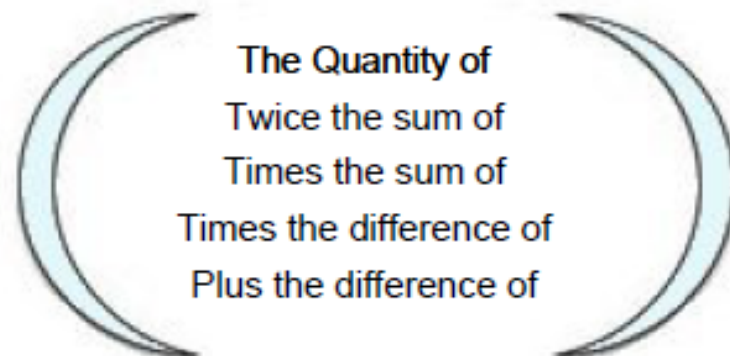 The Quantity of
Twice the sum of
Times the sum of
Times the difference of
Plus the difference of